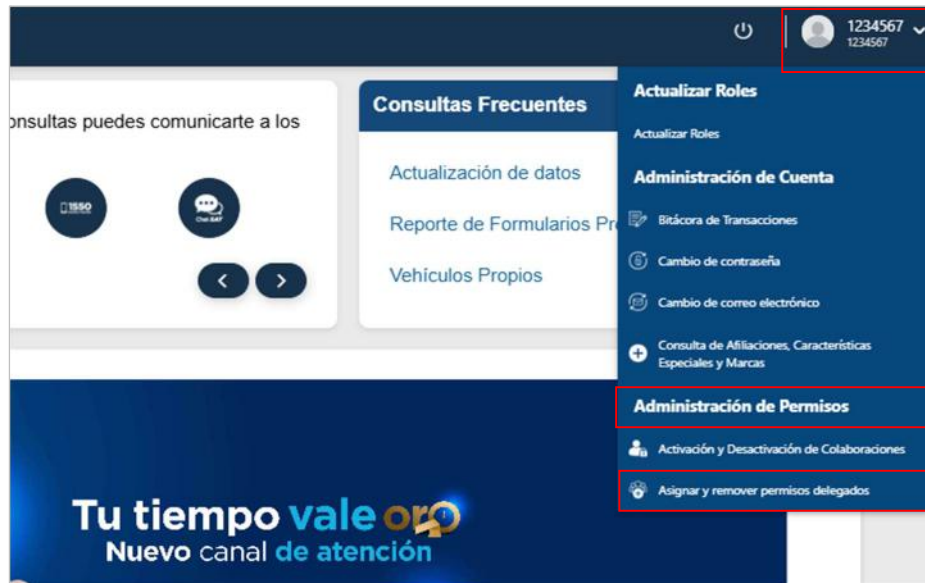 1234567
1234567
onsultas puedes comunicarte a los
1550
Chat SAT
Consultas Frecuentes
Actualización de datos
Reporte de Formularios Pr
Vehículos Propios
Actualizar Roles
Actualizar Roles
Administración de Cuenta
Bitácora de Transacciones
Cambio de contraseña
Cambio de correo electrónico
Consulta de Afiliaciones, Características
Especiales y Marcas
Administración de Permisos
Activación y Desactivación de Colaboraciones
Asignar y remover permisos delegados
Tu tiempo vale oro
Nuevo canal de atención